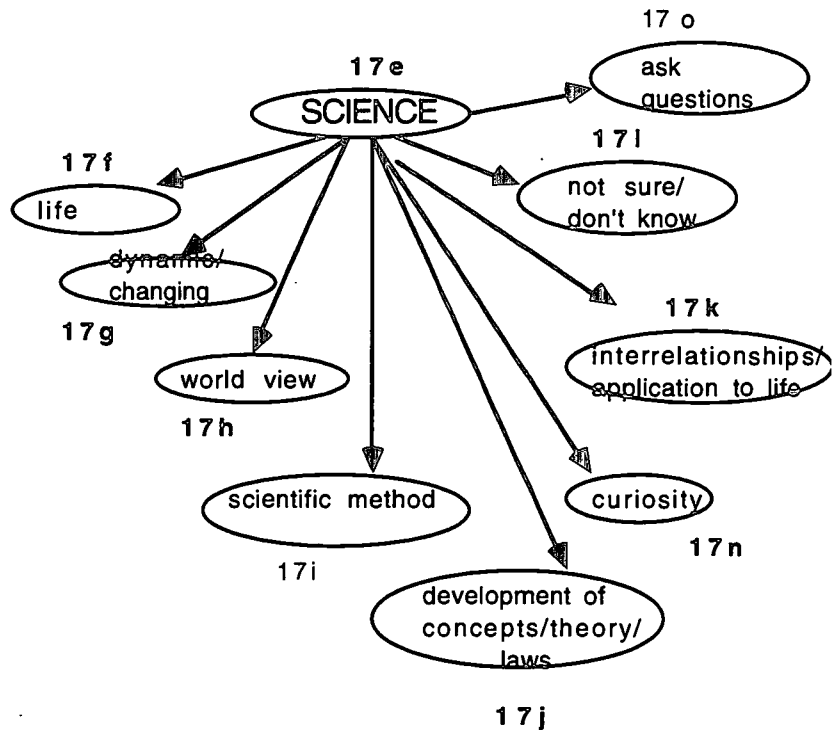 17 o
ask
questions
17e
SCIENCE
17l
not sure/
don't know
17f
life
dynamic/
changing
17g
17k
interrelationships/
application to life
world view
17h
scientific method
17i
curiosity
17n
development of
concepts/theory/
laws
17j